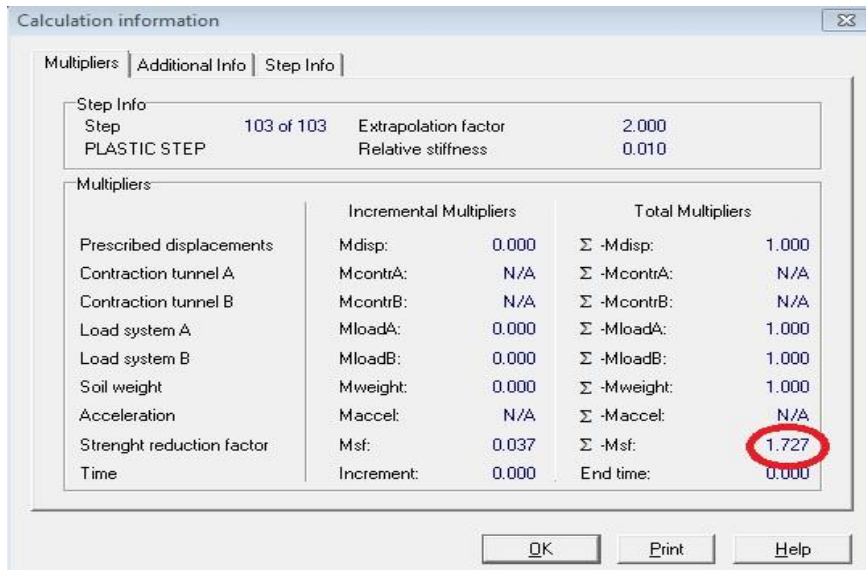 Calculation information
Multipliers Additional Info Step Info
Step Info
Step 103 of 103 Extrapolation factor 2.000
PLASTIC STEP Relative stiffness 0.010
Multipliers
Incremental Multipliers Total Multipliers
Prescribed displacements Mdisp: 0.000 Σ -Mdisp: 1.000
Contraction tunnel A McontrA: N/A Σ -McontrA: N/A
Contraction tunnel B McontrB: N/A Σ -McontrB: N/A
Load system A MloadA: 0.000 Σ -MloadA: 1.000
Load system B MloadB: 0.000 Σ -MloadB: 1.000
Soil weight Mweight: 0.000 Σ -Mweight: 1.000
Acceleration Maccel: N/A Σ -Maccel: N/A
Strenght reduction factor Msf: 0.037 Σ -Msf: 1.727
Time Increment: 0.000 End time: 0.000
OK Print Help